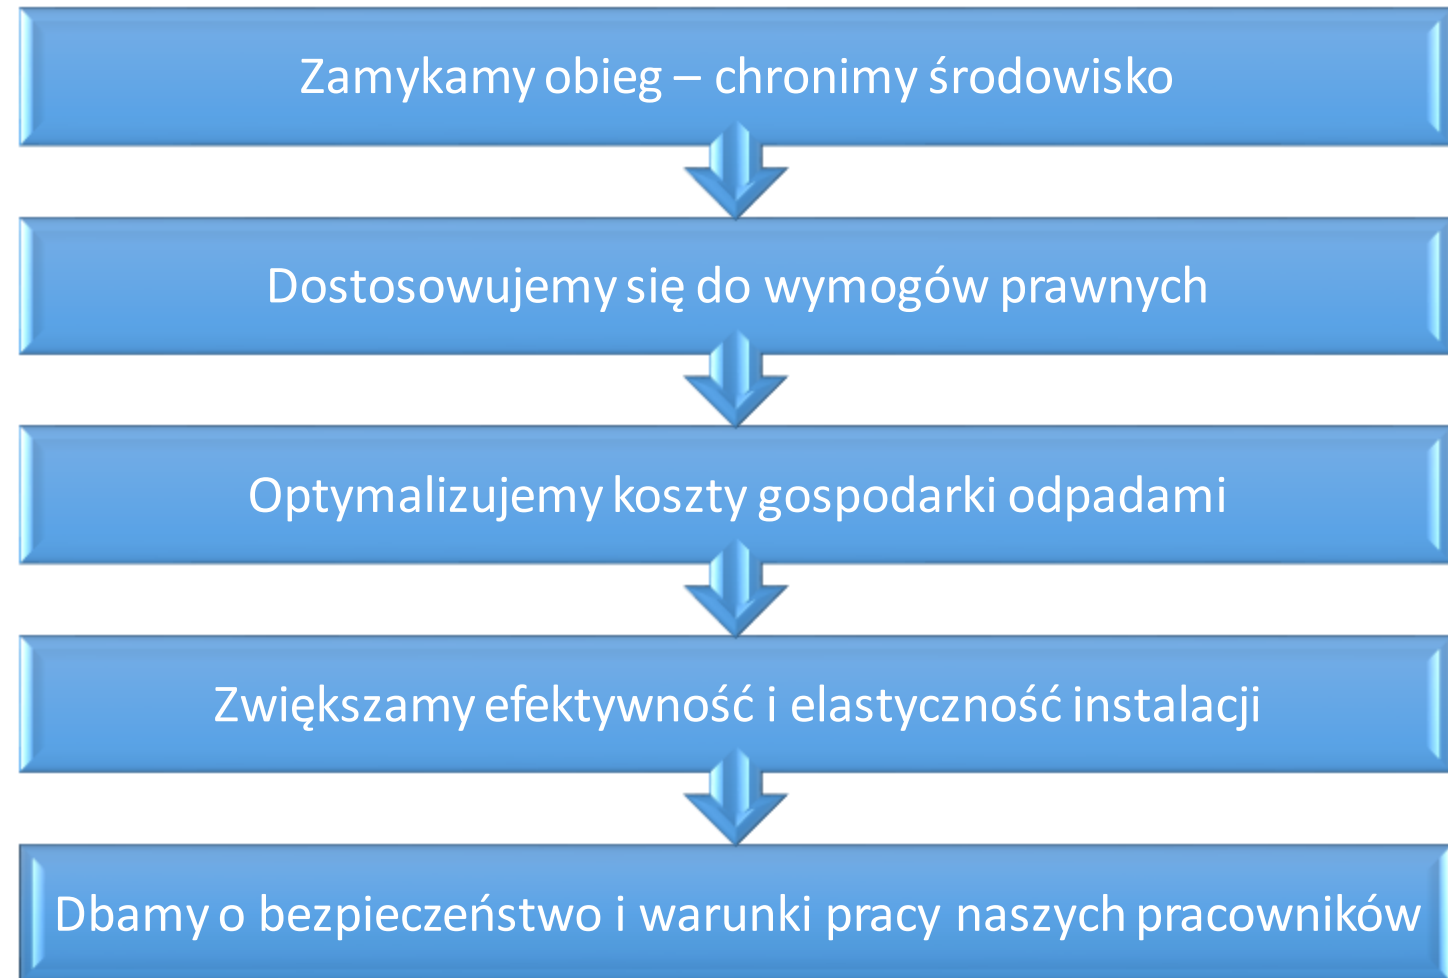 Zamykamy obieg – chronimy środowisko
Dostosowujemy się do wymogów prawnych
Optymalizujemy koszty gospodarki odpadami
Zwiększamy efektywność i elastyczność instalacji
Dbamy o bezpieczeństwo i warunki pracy naszych pracowników